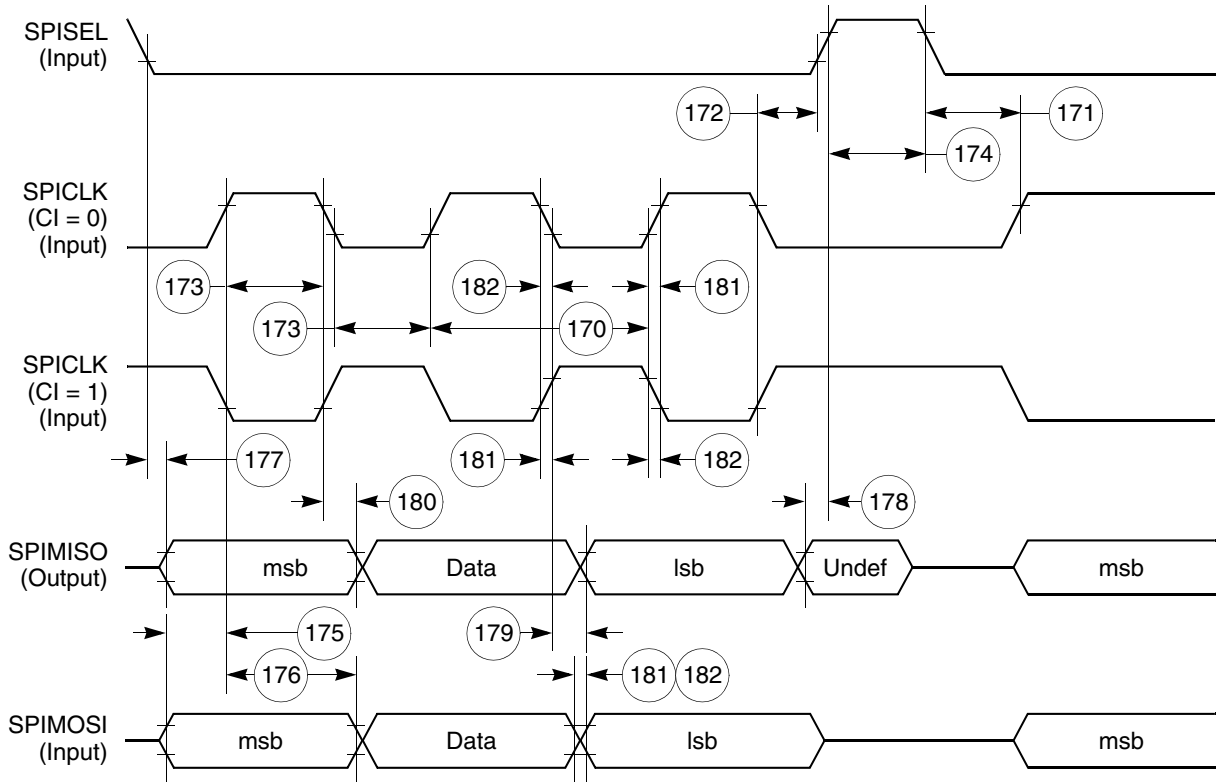 SPISEL
(Input)
172
171
174
SPICLK
(CI = 0)
(Input)
173
182
181
173
170
SPICLK
(CI = 1)
(Input)
177
181
182
180
178
SPIMISO
(Output)
msb
Data
lsb
Undef
msb
175
179
176
181
182
SPIMOSI
(Input)
msb
Data
lsb
msb